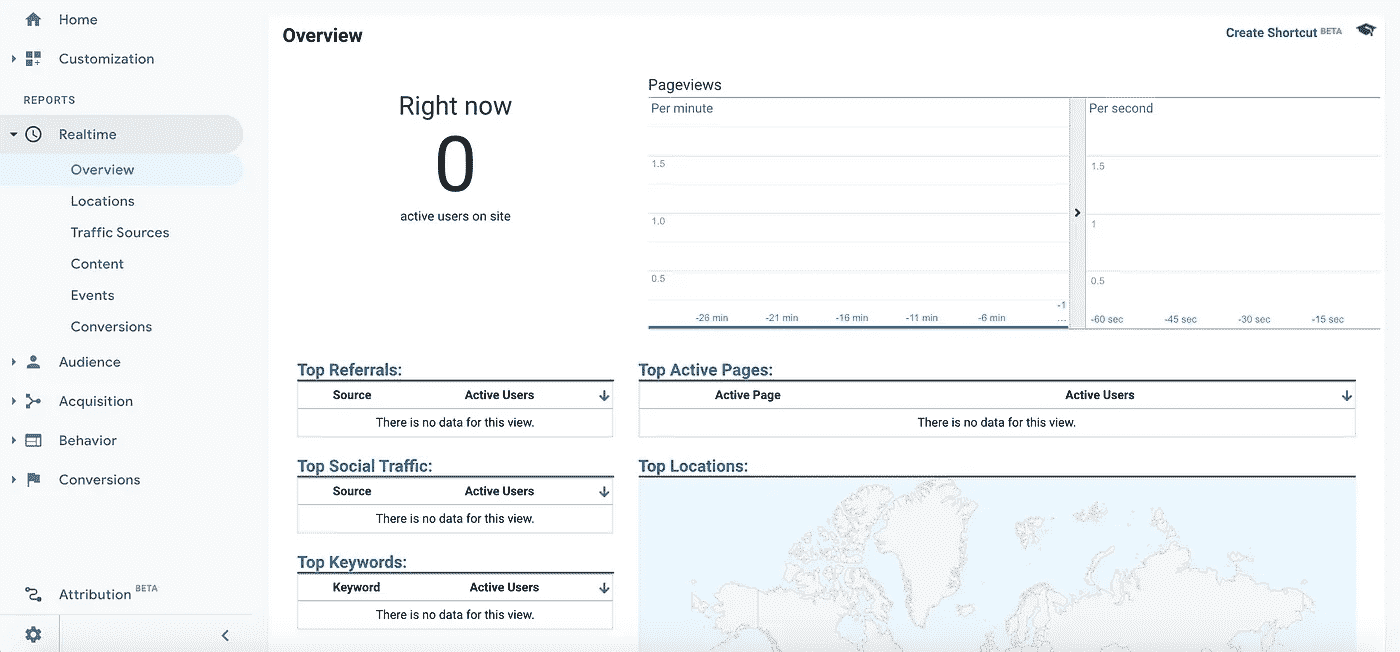 Home
Customization
REPORTS
Realtime
Overview
Locations
Traffic Sources
Content
Events
Conversions
Audience
Acquisition
Behavior
Conversions
Attribution BETA
Overview
Create Shortcut BETA
Right now
0
active users on site
Pageviews
Per minute
1.5
1.0
0.5
-26 min -21 min -16 min -11 min -6 min -1
...
Per second
1.5
1
0.5
-60 sec -45 sec -30 sec -15 sec
Top Referrals:
Source Active Users
There is no data for this view.
Top Social Traffic:
Source Active Users
There is no data for this view.
Top Keywords:
Keyword Active Users
There is no data for this view.
Top Active Pages:
Active Page Active Users
There is no data for this view.
Top Locations: